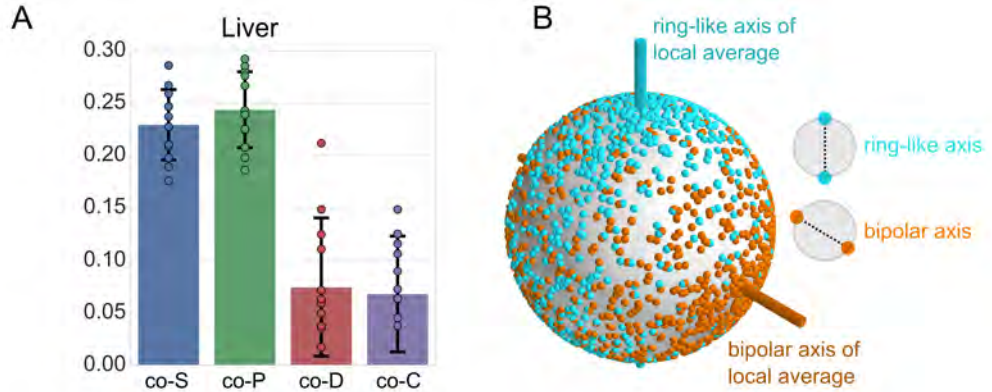 A
Liver
0.30
0.25
0.20
0.15
0.10
0.05
0.00
co-S co-P co-D co-C
B
ring-like axis of
local average
ring-like axis
bipolar axis
bipolar axis of
local average